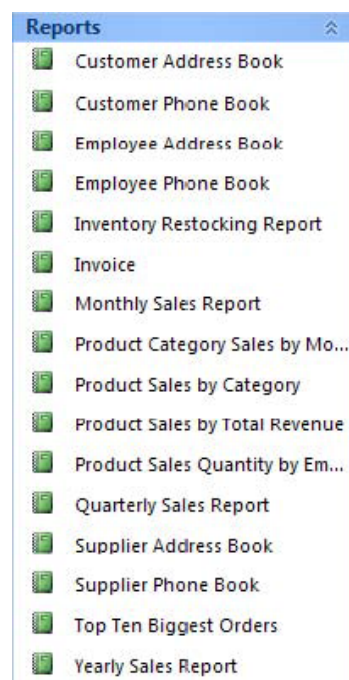 Reports
Customer Address Book
Customer Phone Book
Employee Address Book
Employee Phone Book
Inventory Restocking Report
Invoice
Monthly Sales Report
Product Category Sales by Mo...
Product Sales by Category
Product Sales by Total Revenue
Product Sales Quantity by Em...
Quarterly Sales Report
Supplier Address Book
Supplier Phone Book
Top Ten Biggest Orders
Yearly Sales Report